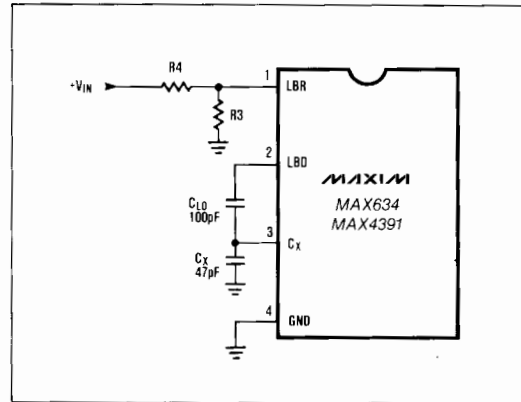 R4
+VIN
1
LBR
R3
2
LBD
MAXIM
MAX634
MAX4391
CLO
100pF
3
CX
CX
47pF
4
GND